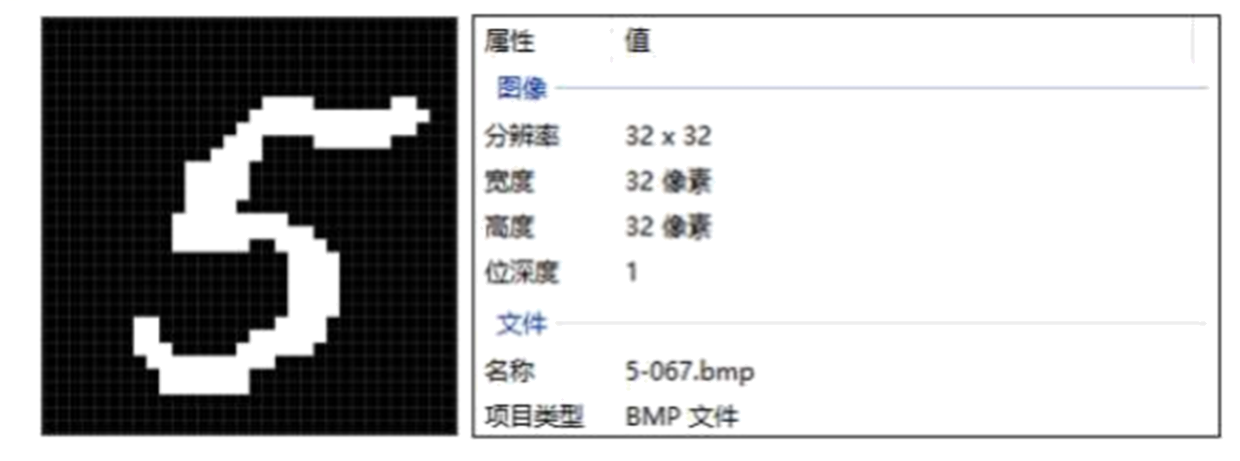 5
属性 值
图像
分辨率 32 x 32
宽度 32 像素
高度 32 像素
位深度 1
文件
名称 5-067.bmp
项目类型 BMP 文件